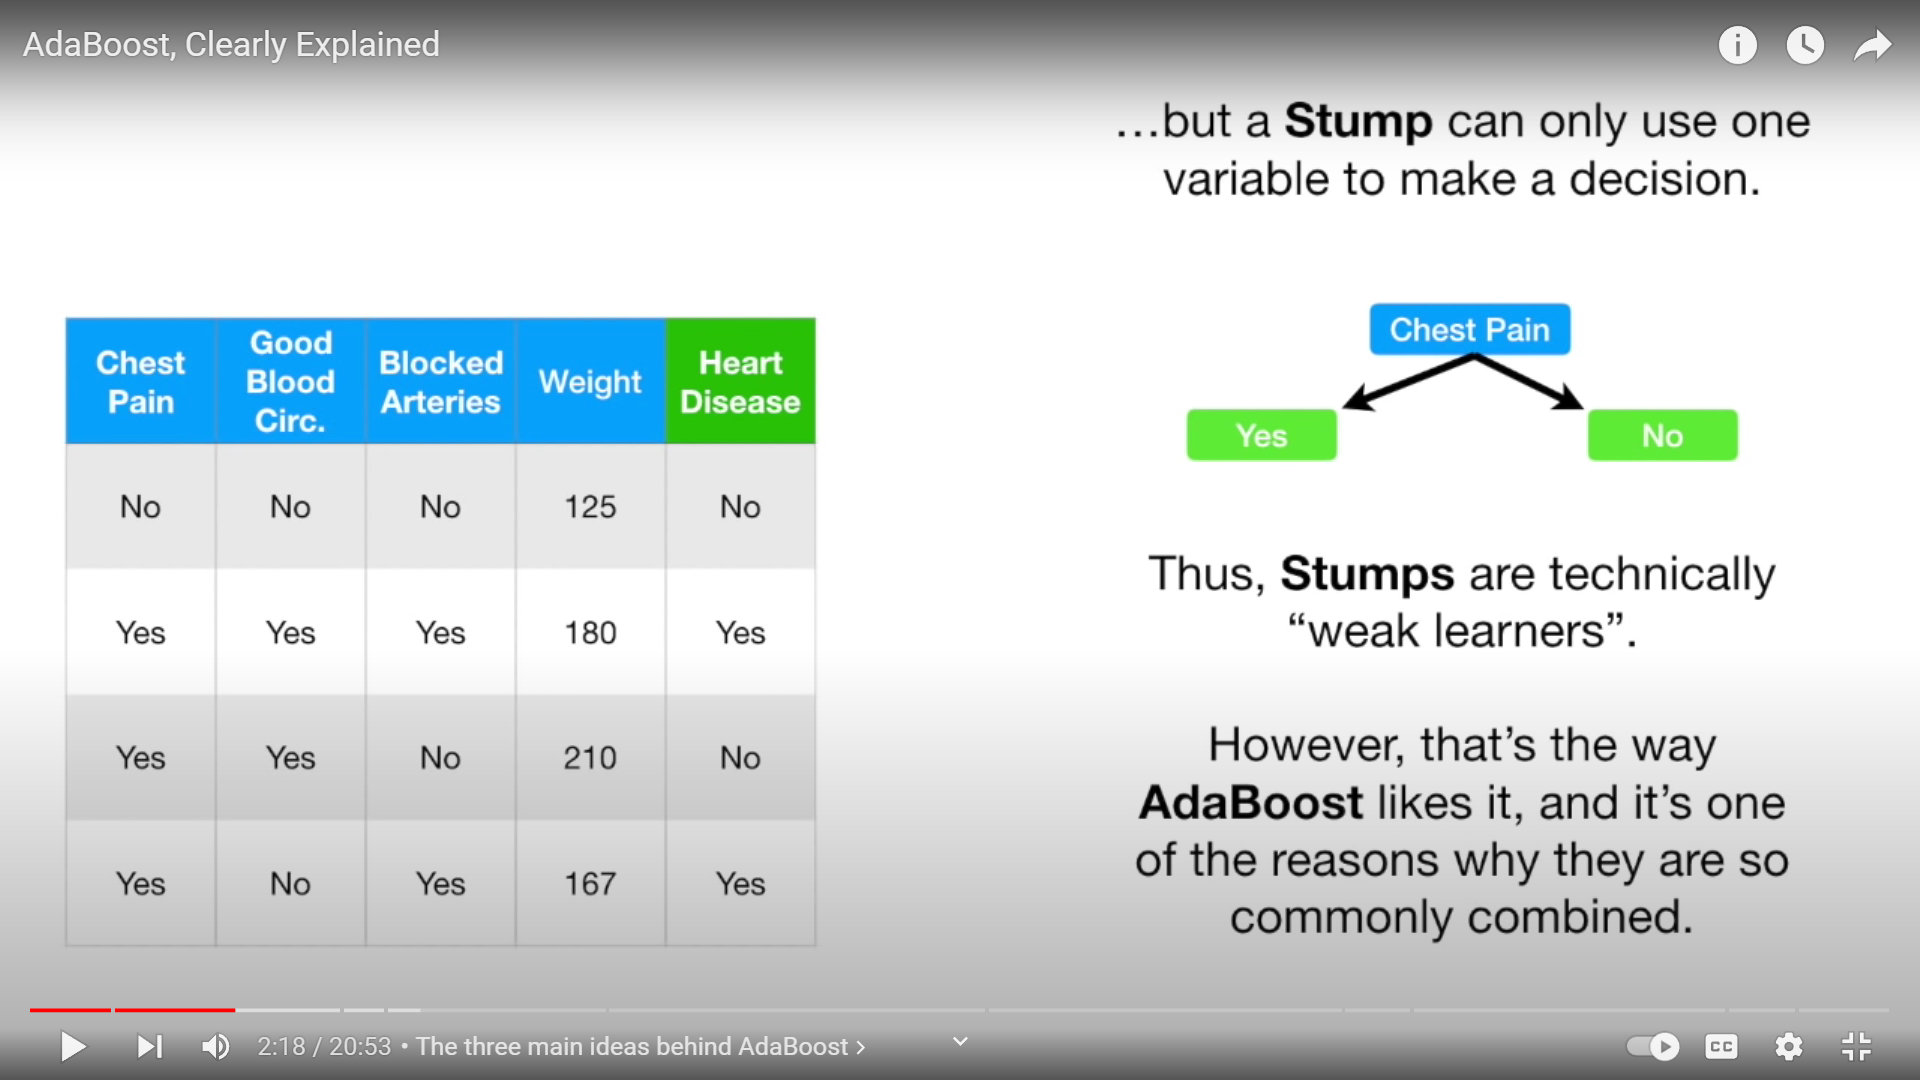 AdaBoost, Clearly Explained
…but a Stump can only use one
variable to make a decision.
Chest Pain
Yes
No
Chest
Pain
Good
Blood
Circ.
Blocked
Arteries
Weight
Heart
Disease
No No No 125 No
Yes Yes Yes 180 Yes
Yes Yes No 210 No
Yes No Yes 167 Yes
Thus, Stumps are technically
“weak learners”.
However, that’s the way
AdaBoost likes it, and it’s one
of the reasons why they are so
commonly combined.
2:18 / 20:53 • The three main ideas behind AdaBoost ›
CC